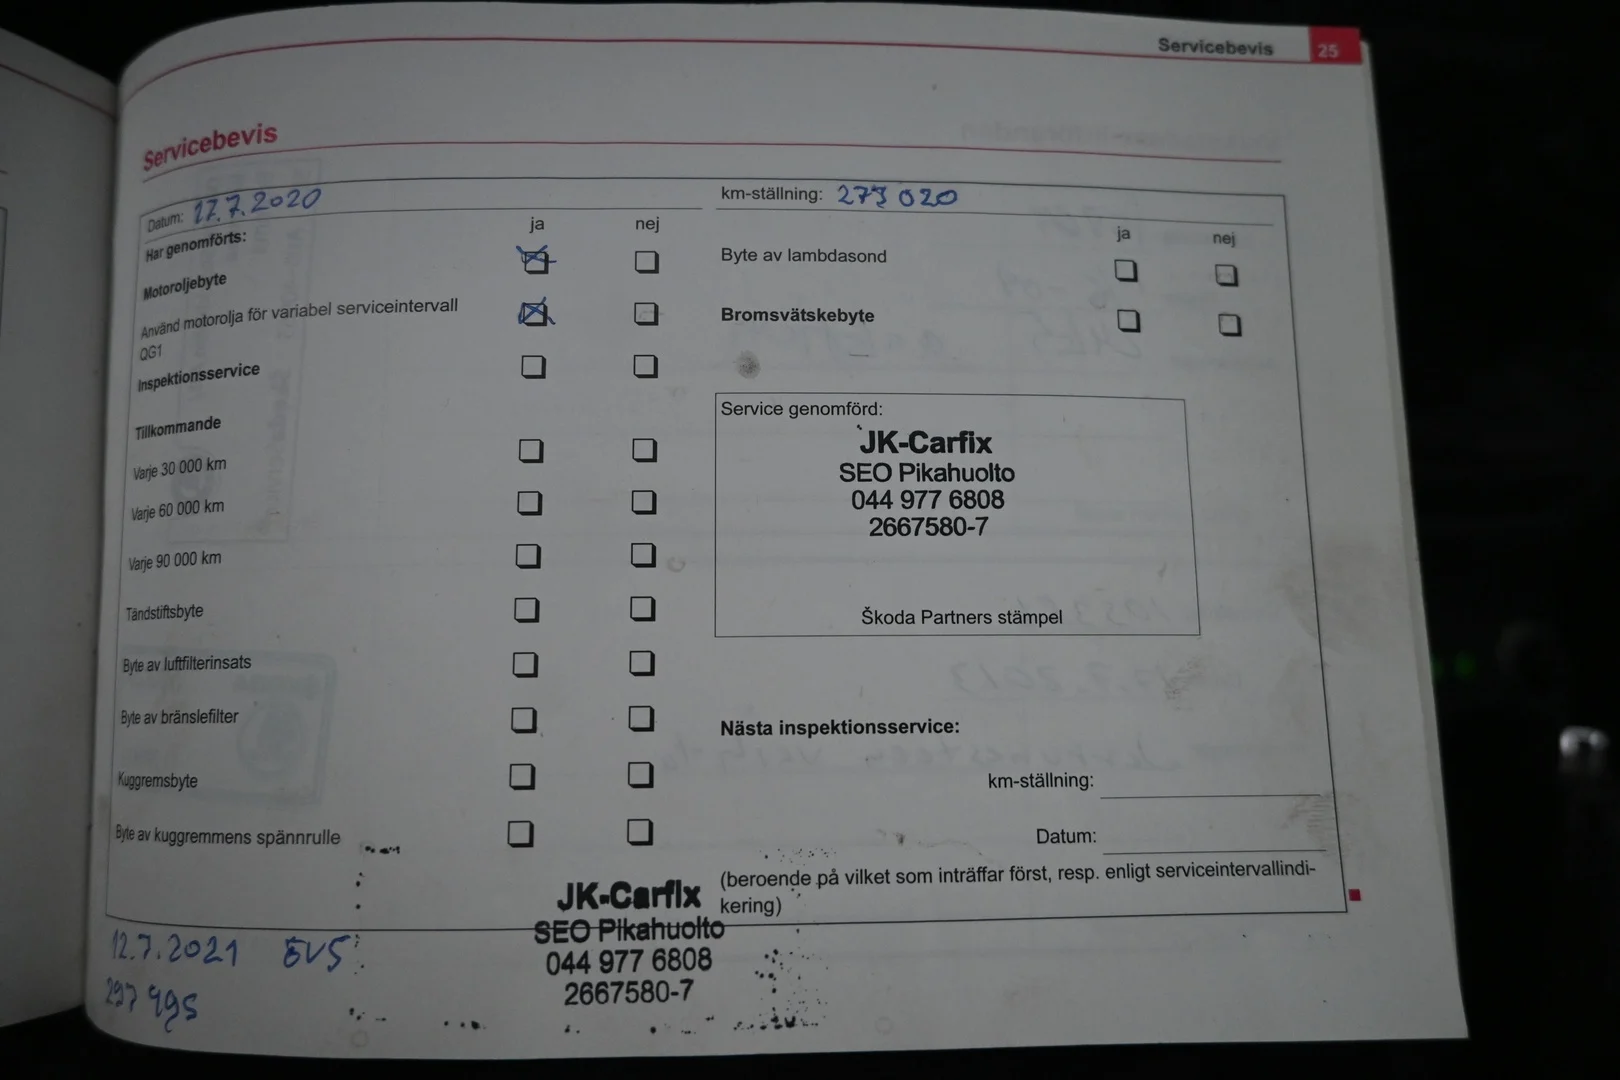 Servicebevis 25
Servicebevis
Datum: 17.7.2020
km-ställning: 279 020
Har genomförts:
ja nej
Motoroljebyte
Använd motorolja för variabel serviceintervall
QG1
Inspektionsservice
Tillkommande
Varje 30 000 km
Varje 60 000 km
Varje 90 000 km
Tändstiftsbyte
Byte av luftfilterinsats
Byte av bränslefilter
Kuggremsbyte
Byte av kuggremmens spännrulle
ja nej
Byte av lambdasond
Bromsvätskebyte
Service genomförd:
JK-Carfix
SEO Pikahuolto
044 977 6808
2667580-7
Škoda Partners stämpel
Nästa inspektionsservice:
km-ställning:
Datum:
(beroende på vilket som inträffar först, resp. enligt serviceintervallindi-
kering)
JK-Carfix
SEO Pikahuolto
044 977 6808
2667580-7
12.7.2021
297 995